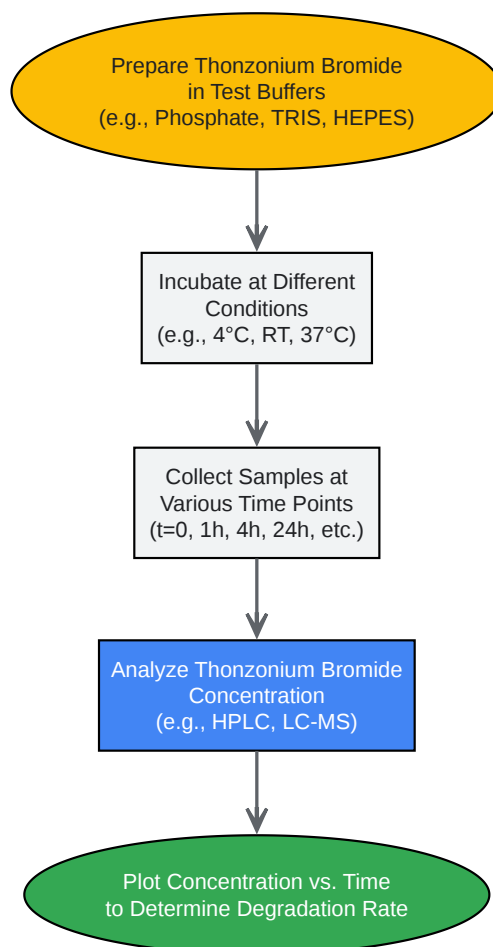 Prepare Thonzonium Bromide
in Test Buffers
(e.g., Phosphate, TRIS, HEPES)
Incubate at Different
Conditions
(e.g., 4°C, RT, 37°C)
Collect Samples at
Various Time Points
(t=0, 1h, 4h, 24h, etc.)
Analyze Thonzonium Bromide
Concentration
(e.g., HPLC, LC-MS)
Plot Concentration vs. Time
to Determine Degradation Rate